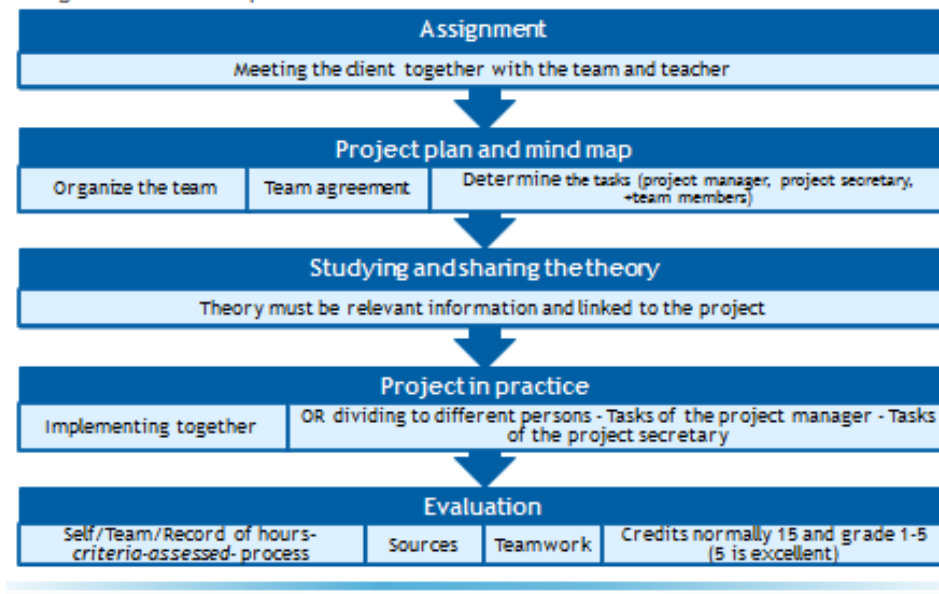 Assignment
Meeting the client together with the team and teacher
Project plan and mind map
Organize the team
Team agreement
Determine the tasks (project manager, project secretary,
+team members)
Studying and sharing the theory
Theory must be relevant information and linked to the project
Project in practice
Implementing together
OR dividing to different persons - Tasks of the project manager - Tasks
of the project secretary
Evaluation
Self/Team/Record of hours-
criteria-assessed- process
Sources
Teamwork
Credits normally 15 and grade 1-5
(5 is excellent)